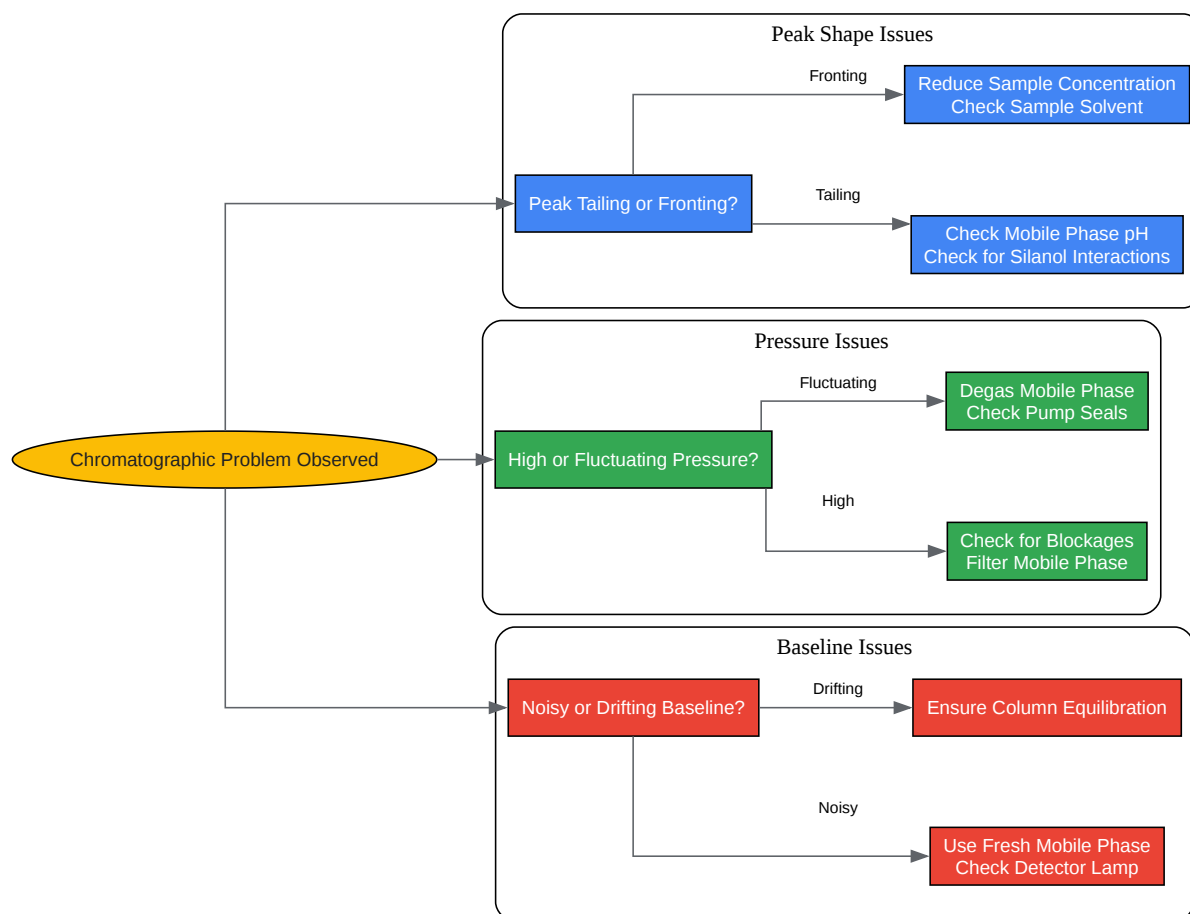 Peak Shape Issues
Fronting
Reduce Sample Concentration
Check Sample Solvent
Peak Tailing or Fronting?
Tailing
Check Mobile Phase pH
Check for Silanol Interactions
Pressure Issues
Fluctuating
Degas Mobile Phase
Check Pump Seals
Chromatographic Problem Observed
High or Fluctuating Pressure?
High
Check for Blockages
Filter Mobile Phase
Baseline Issues
Noisy or Drifting Baseline?
Drifting
Ensure Column Equilibration
Noisy
Use Fresh Mobile Phase
Check Detector Lamp